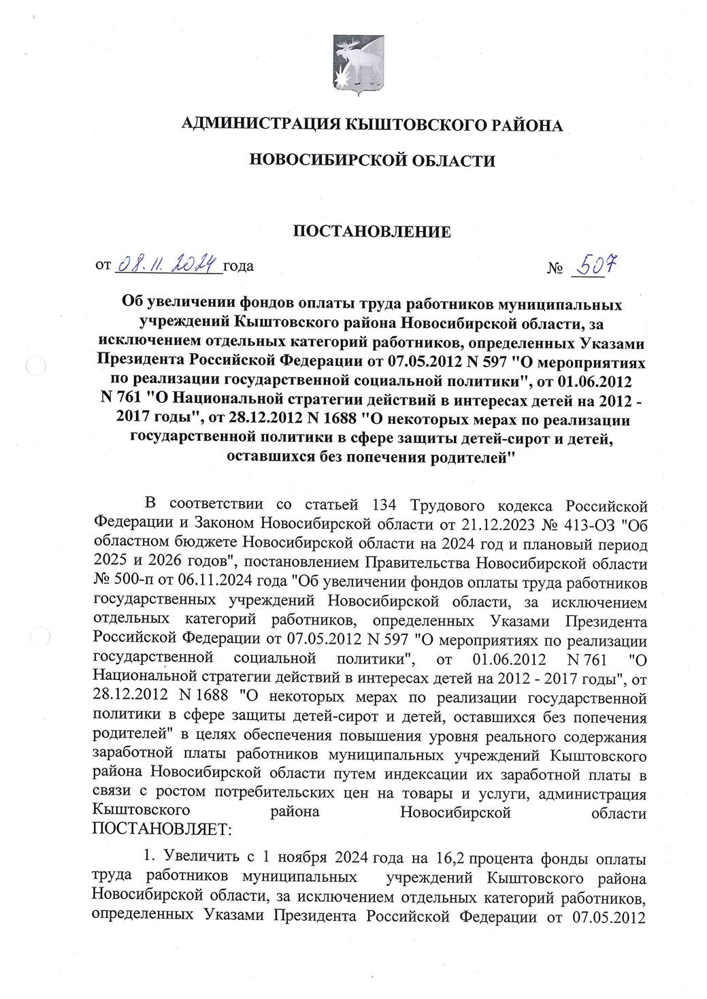 АДМИНИСТРАЦИЯ КЫШТОВСКОГО РАЙОНА
НОВОСИБИРСКОЙ ОБЛАСТИ
ПОСТАНОВЛЕНИЕ
от 08.11.2024 года № 507
Об увеличении фондов оплаты труда работников муниципальных
учреждений Кыштовского района Новосибирской области, за
исключением отдельных категорий работников, определенных Указами
Президента Российской Федерации от 07.05.2012 N 597 "О мероприятиях
по реализации государственной социальной политики", от 01.06.2012
N 761 "О Национальной стратегии действий в интересах детей на 2012 -
2017 годы", от 28.12.2012 N 1688 "О некоторых мерах по реализации
государственной политики в сфере защиты детей-сирот и детей,
оставшихся без попечения родителей"
В соответствии со статьей 134 Трудового кодекса Российской
Федерации и Законом Новосибирской области от 21.12.2023 № 413-ОЗ "Об
областном бюджете Новосибирской области на 2024 год и плановый период
2025 и 2026 годов", постановлением Правительства Новосибирской области
№ 500-п от 06.11.2024 года "Об увеличении фондов оплаты труда работников
государственных учреждений Новосибирской области, за исключением
отдельных категорий работников, определенных Указами Президента
Российской Федерации от 07.05.2012 N 597 "О мероприятиях по реализации
государственной социальной политики", от 01.06.2012 N 761 "О
Национальной стратегии действий в интересах детей на 2012 - 2017 годы", от
28.12.2012 N 1688 "О некоторых мерах по реализации государственной
политики в сфере защиты детей-сирот и детей, оставшихся без попечения
родителей" в целях обеспечения повышения уровня реального содержания
заработной платы работников муниципальных учреждений Кыштовского
района Новосибирской области путем индексации их заработной платы в
связи с ростом потребительских цен на товары и услуги, администрация
Кыштовского района Новосибирской области
ПОСТАНОВЛЯЕТ:
1. Увеличить с 1 ноября 2024 года на 16,2 процента фонды оплаты
труда работников муниципальных учреждений Кыштовского района
Новосибирской области, за исключением отдельных категорий работников,
определенных Указами Президента Российской Федерации от 07.05.2012